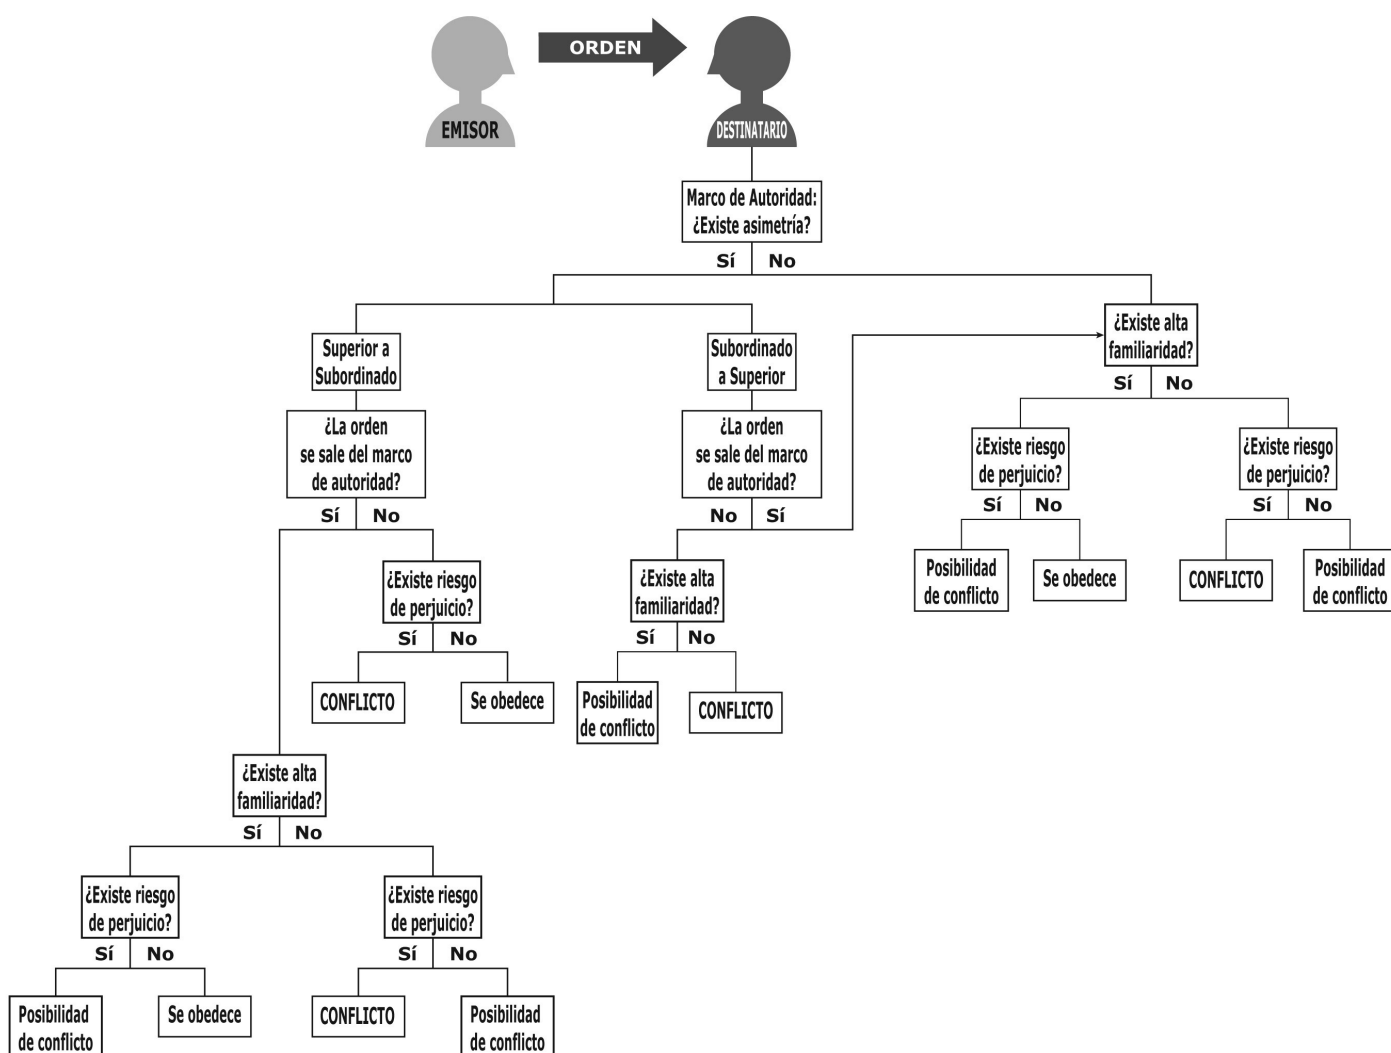 ORDEN
EMISOR
DESTINATARIO
Marco de Autoridad:
¿Existe asimetría?
Sí No
Superior a
Subordinado
Subordinado
a Superior
¿Existe alta
familiaridad?
Sí No
¿La orden
se sale del marco
de autoridad?
Sí No
¿La orden
se sale del marco
de autoridad?
No Sí
¿Existe riesgo
de perjuicio?
Sí No
¿Existe riesgo
de perjuicio?
Sí No
Posibilidad
de conflicto
Se obedece
CONFLICTO
Posibilidad
de conflicto
¿Existe riesgo
de perjuicio?
Sí No
¿Existe alta
familiaridad?
Sí No
CONFLICTO
Se obedece
Posibilidad
de conflicto
CONFLICTO
¿Existe alta
familiaridad?
Sí No
¿Existe riesgo
de perjuicio?
Sí No
¿Existe riesgo
de perjuicio?
Sí No
Posibilidad
de conflicto
Se obedece
CONFLICTO
Posibilidad
de conflicto